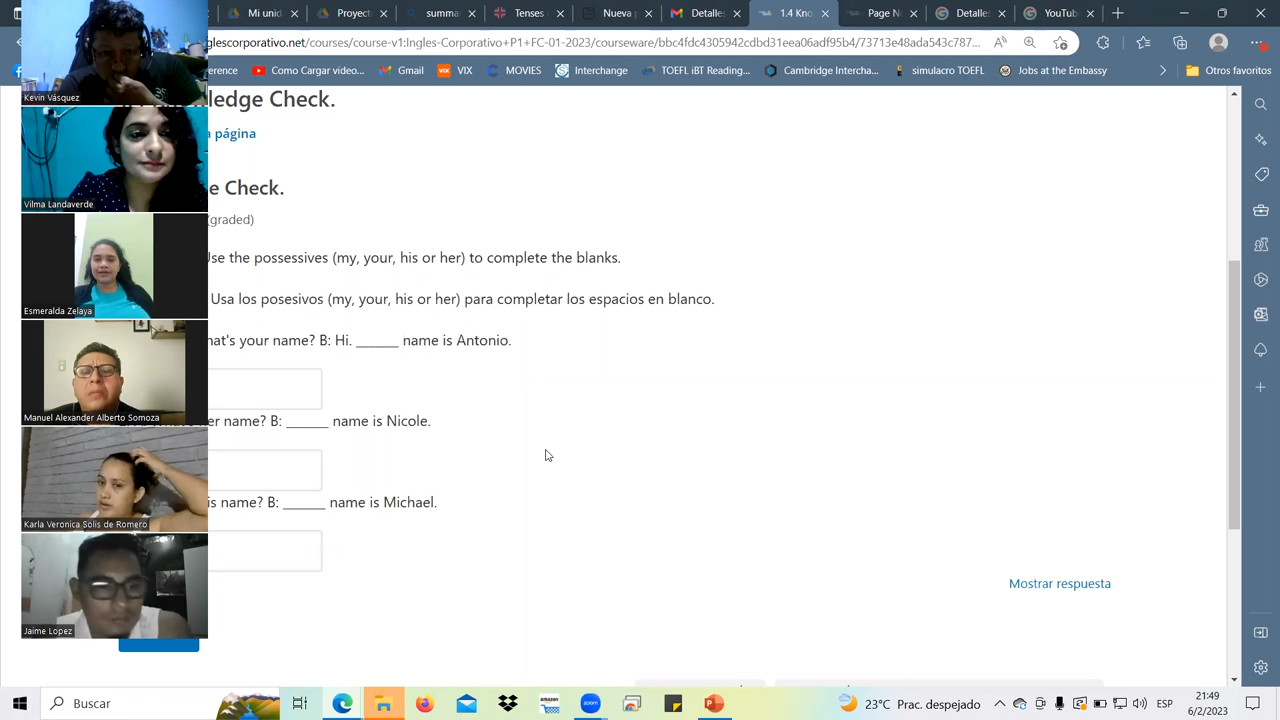 Mi unid
Proyect
summa
Tenses
Nueva p
Detalles
1.4 Kno
Pago
Detalles
YouTu
glescorporativo.net/courses/course-v1:Ingles-Corporativo+P1+FC-01-2023/courseware/bbc4fdc4305942cdbd31eea06adf95b4/73713e48ada543c787...
erence
Como Cargar video...
Gmail
VIX
MOVIES
Interchange
TOEFL iBT Reading...
Cambridge Intercha...
simulacro TOEFL
Jobs at the Embassy
Otros favoritos
ledge Check.
a página
e Check.
(graded)
Use the possessives (my, your, his or her) to complete the blanks.
Usa los posesivos (my, your, his or her) para completar los espacios en blanco.
hat's your name? B: Hi. ______ name is Antonio.
er name? B: ______ name is Nicole.
is name? B: ______ name is Michael.
Mostrar respuesta
Kevin Vásquez
Vilma Landaverde
Esmeralda Zelaya
Manuel Alexander Alberto Somoza
Karla Veronica Solis de Romero
Jaime Lopez
Buscar
amazon
zoom
23°C Prac. despejado
ESP
21:49
6/2/2023